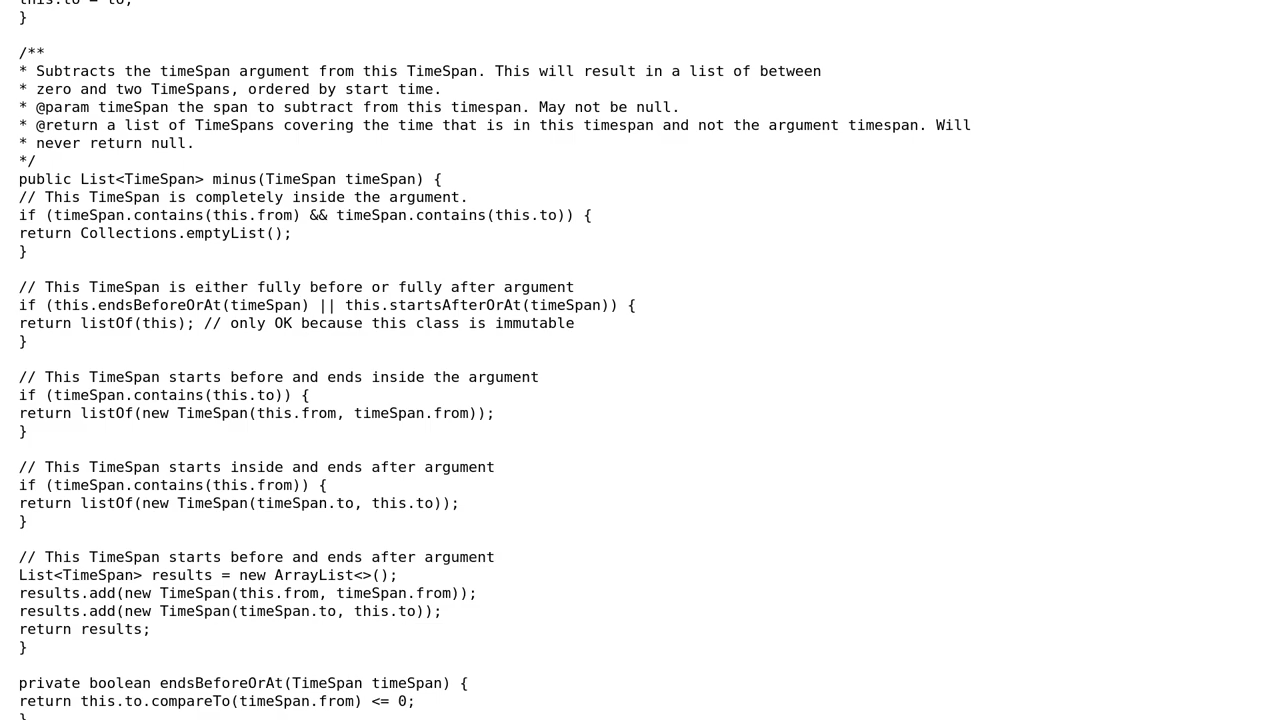 this.to = to;
}
/**
* Subtracts the timeSpan argument from this TimeSpan. This will result in a list of between
* zero and two TimeSpans, ordered by start time.
* @param timeSpan the span to subtract from this timespan. May not be null.
* @return a list of TimeSpans covering the time that is in this timespan and not the argument timespan. Will
* never return null.
*/
public List<TimeSpan> minus(TimeSpan timeSpan) {
// This TimeSpan is completely inside the argument.
if (timeSpan.contains(this.from) && timeSpan.contains(this.to)) {
return Collections.emptyList();
}
// This TimeSpan is either fully before or fully after argument
if (this.endsBeforeOrAt(timeSpan) || this.startsAfterOrAt(timeSpan)) {
return listOf(this); // only OK because this class is immutable
}
// This TimeSpan starts before and ends inside the argument
if (timeSpan.contains(this.to)) {
return listOf(new TimeSpan(this.from, timeSpan.from));
}
// This TimeSpan starts inside and ends after argument
if (timeSpan.contains(this.from)) {
return listOf(new TimeSpan(timeSpan.to, this.to));
}
// This TimeSpan starts before and ends after argument
List<TimeSpan> results = new ArrayList<>();
results.add(new TimeSpan(this.from, timeSpan.from));
results.add(new TimeSpan(timeSpan.to, this.to));
return results;
}
private boolean endsBeforeOrAt(TimeSpan timeSpan) {
return this.to.compareTo(timeSpan.from) <= 0;
}